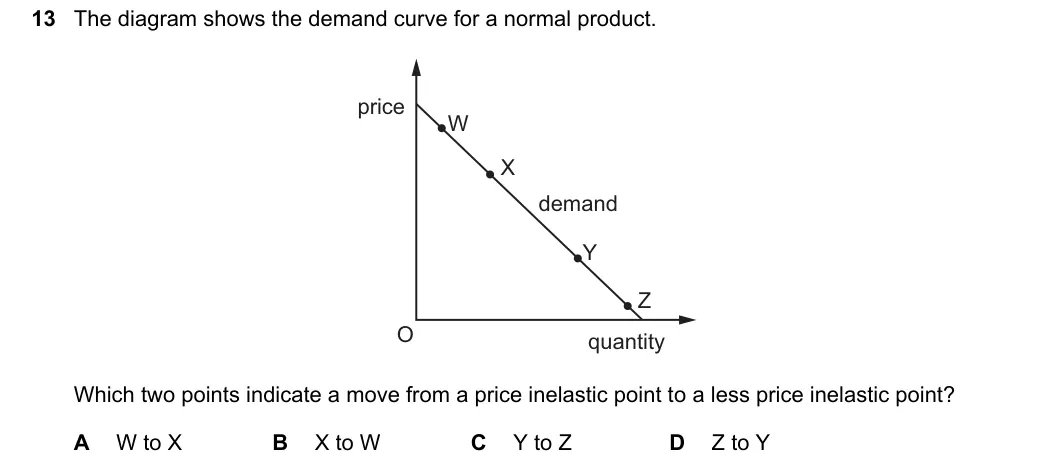 13 The diagram shows the demand curve for a normal product.
price
W
X
demand
Y
Z
O
quantity
Which two points indicate a move from a price inelastic point to a less price inelastic point?
A W to X B X to W C Y to Z D Z to Y